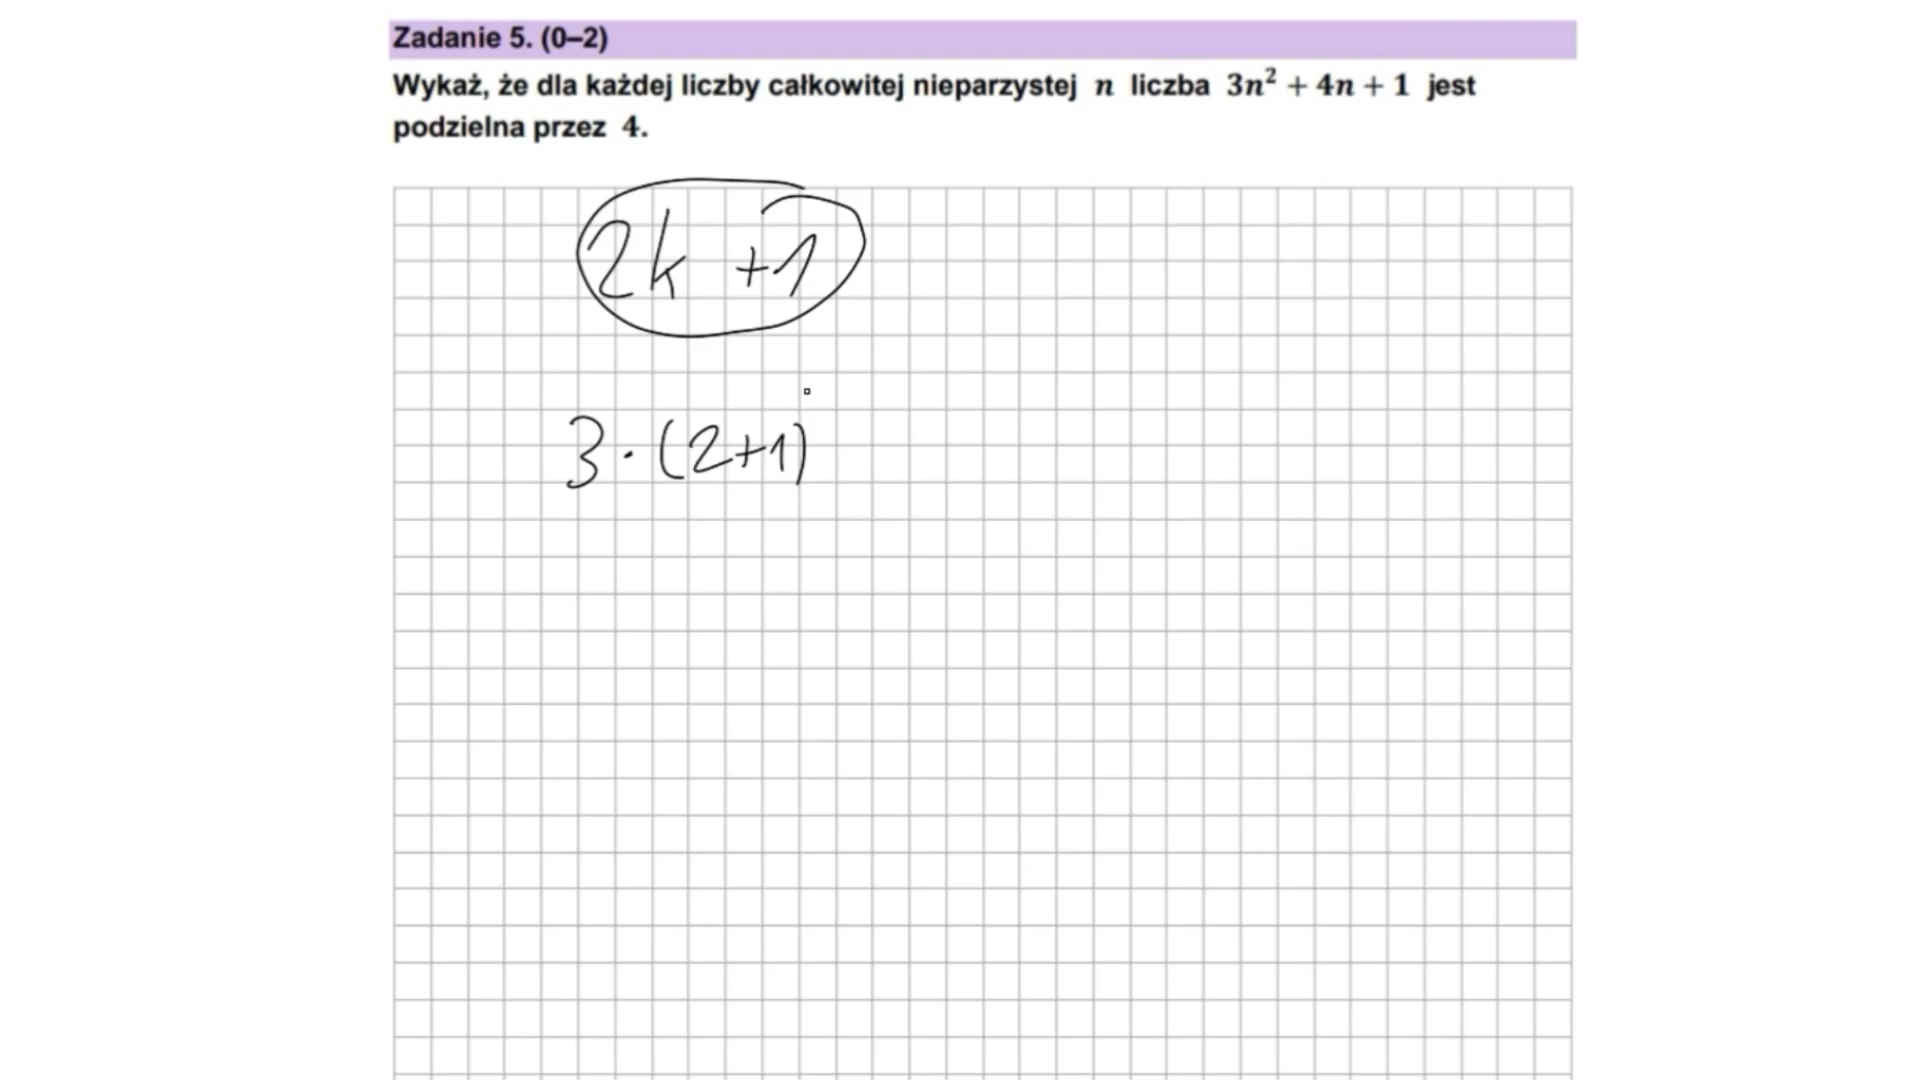 Zadanie 5. (0–2)
Wykaż, że dla każdej liczby całkowitej nieparzystej n liczba 3n² + 4n + 1 jest
podzielna przez 4.
2k + 1
3 · (2+1)